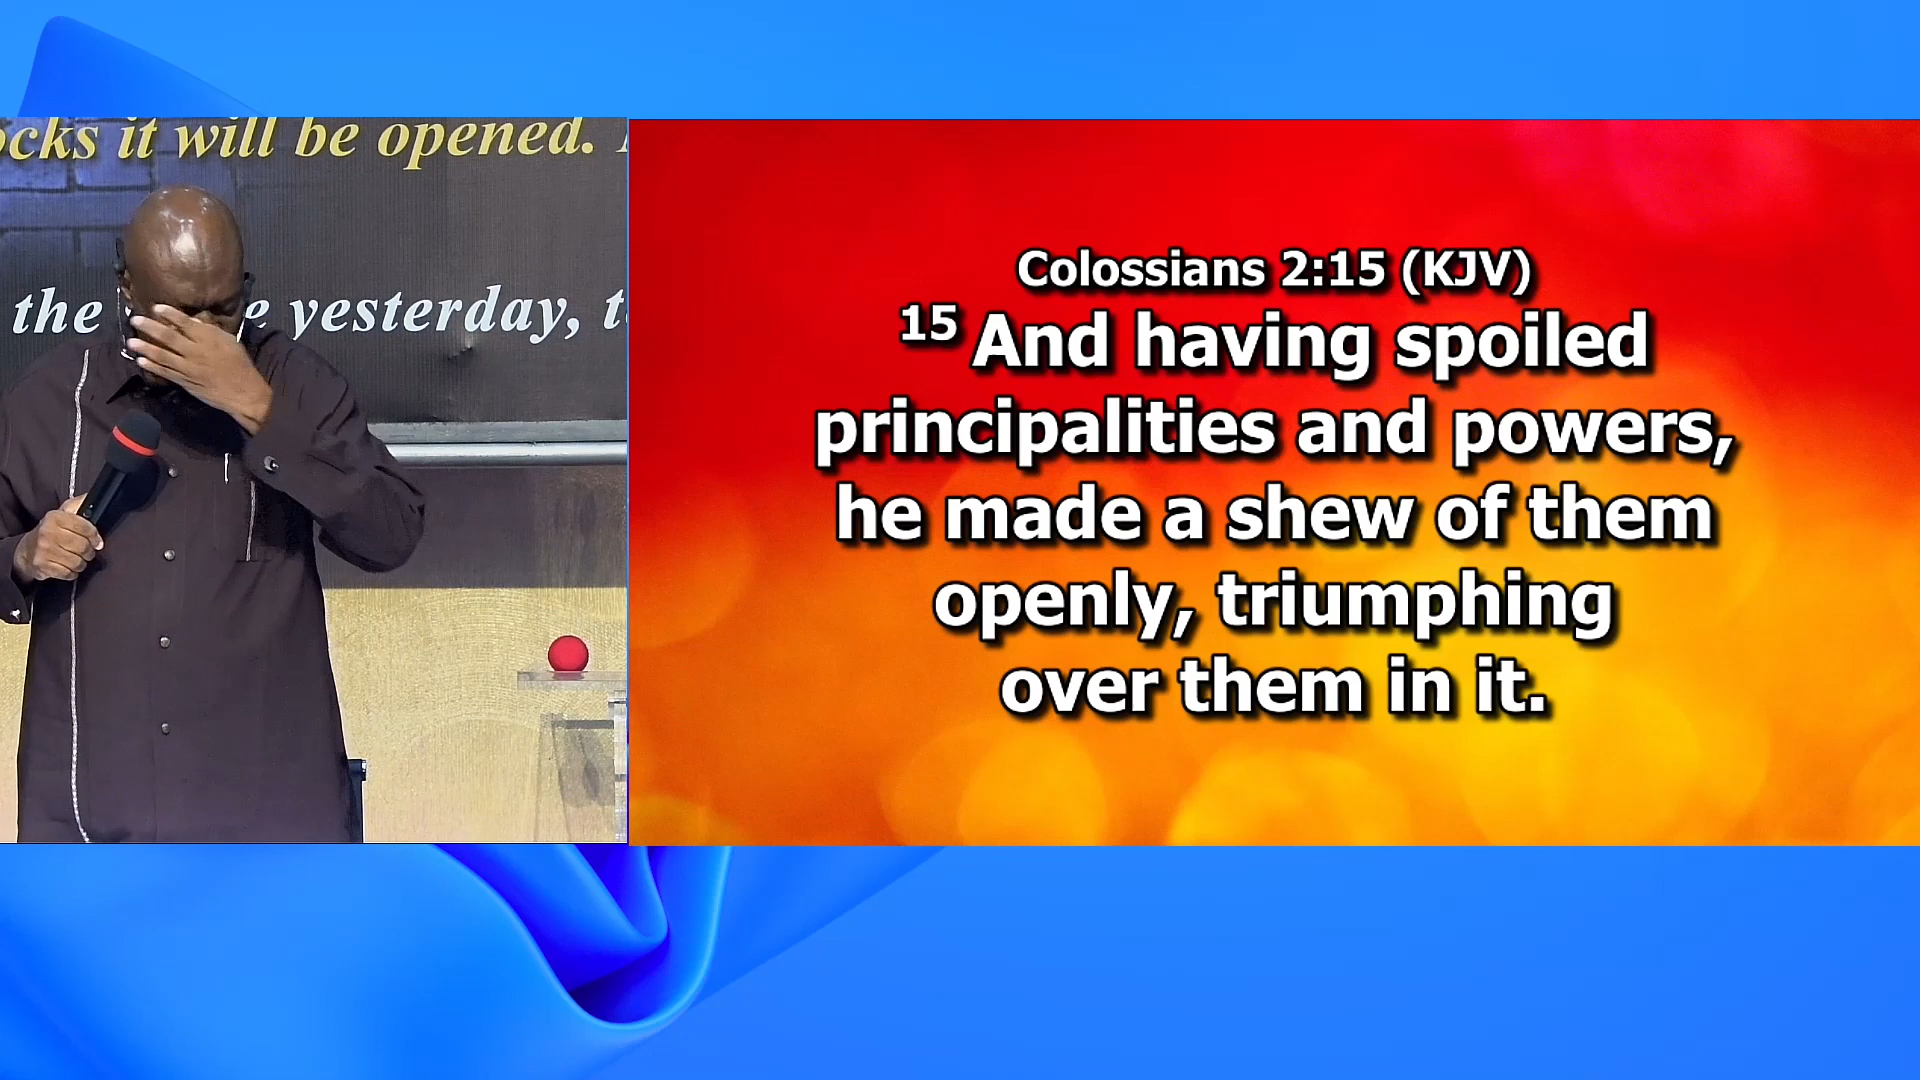 ocks it will be opened.
the yesterday,
Colossians 2:15 (KJV)
15 And having spoiled
principalities and powers,
he made a shew of them
openly, triumphing
over them in it.